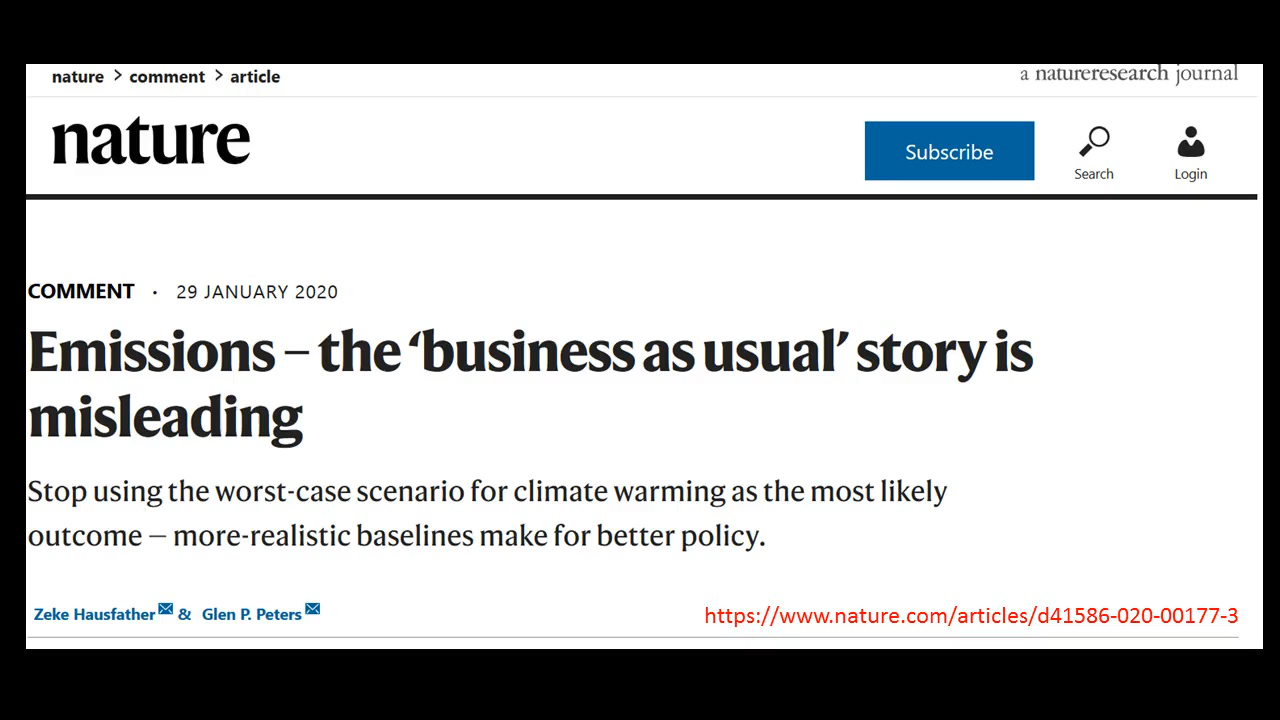 nature > comment > article
a natureresearch journal
nature
Subscribe
Search
Login
COMMENT · 29 JANUARY 2020
Emissions – the ‘business as usual’ story is
misleading
Stop using the worst-case scenario for climate warming as the most likely
outcome — more-realistic baselines make for better policy.
Zeke Hausfather & Glen P. Peters
https://www.nature.com/articles/d41586-020-00177-3